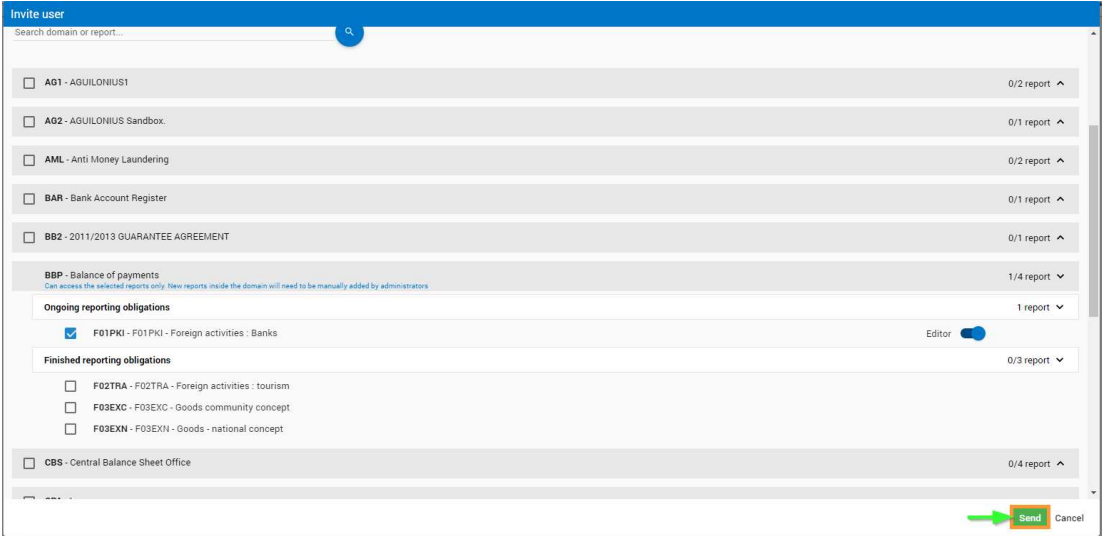 Invite user
Search domain or report...
AG1 - AGUILONIUS1 0/2 report
AG2 - AGUILONIUS Sandbox. 0/1 report
AML - Anti Money Laundering 0/2 report
BAR - Bank Account Register 0/1 report
BB2 - 2011/2013 GUARANTEE AGREEMENT 0/1 report
BBP - Balance of payments 1/4 report
Can access the selected reports only. New reports inside the domain will need to be manually added by administrators
Ongoing reporting obligations 1 report
F01PKI - F01PKI - Foreign activities : Banks Editor
Finished reporting obligations 0/3 report
F02TRA - F02TRA - Foreign activities : tourism
F03EXC - F03EXC - Goods community concept
F03EXN - F03EXN - Goods - national concept
CBS - Central Balance Sheet Office 0/4 report
Send Cancel